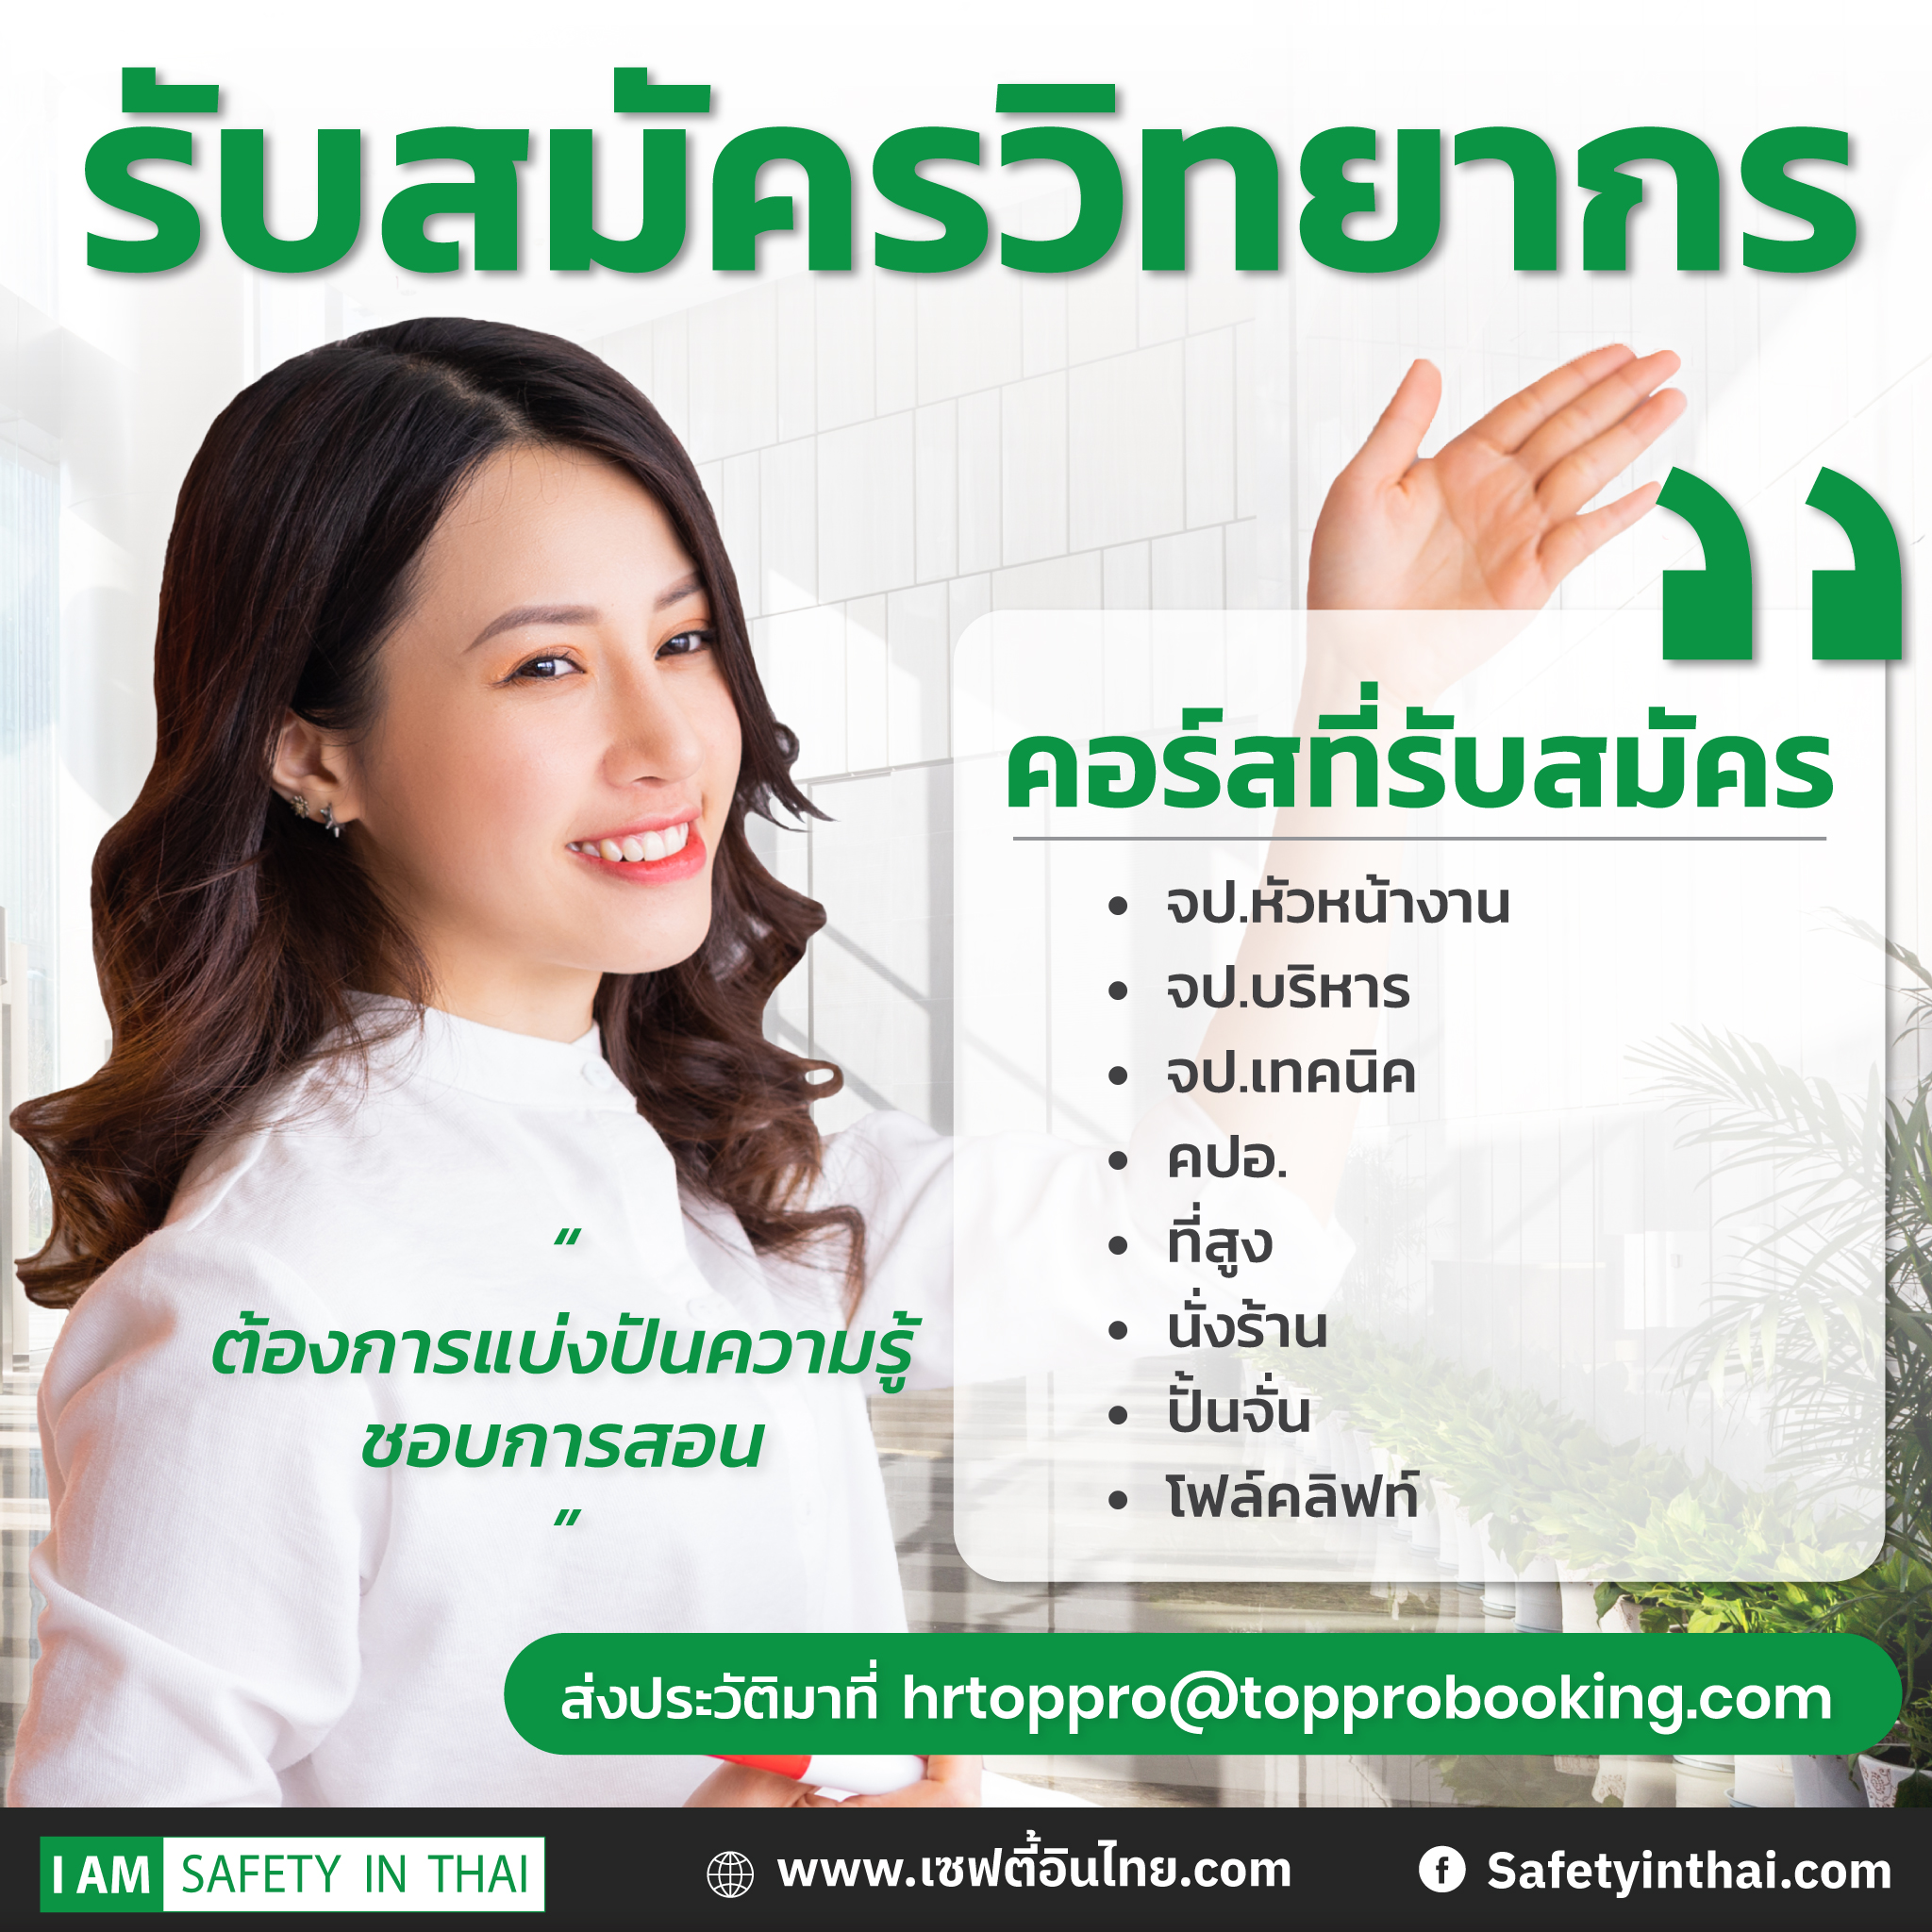 รับสมัครวิทยากร
คอร์สที่รับสมัคร
• จป.หัวหน้างาน
• จป.บริหาร
• จป.เทคนิค
• คปอ.
• ที่สูง
• นั่งร้าน
• ปั้นจั่น
• โฟล์คลิฟท์
"
ต้องการแบ่งปันความรู้
ชอบการสอน
"
ส่งประวัติมาที่ hrtoppro@topprobooking.com
I AM SAFETY IN THAI
www.เซฟตี้อินไทย.com
Safetyinthai.com